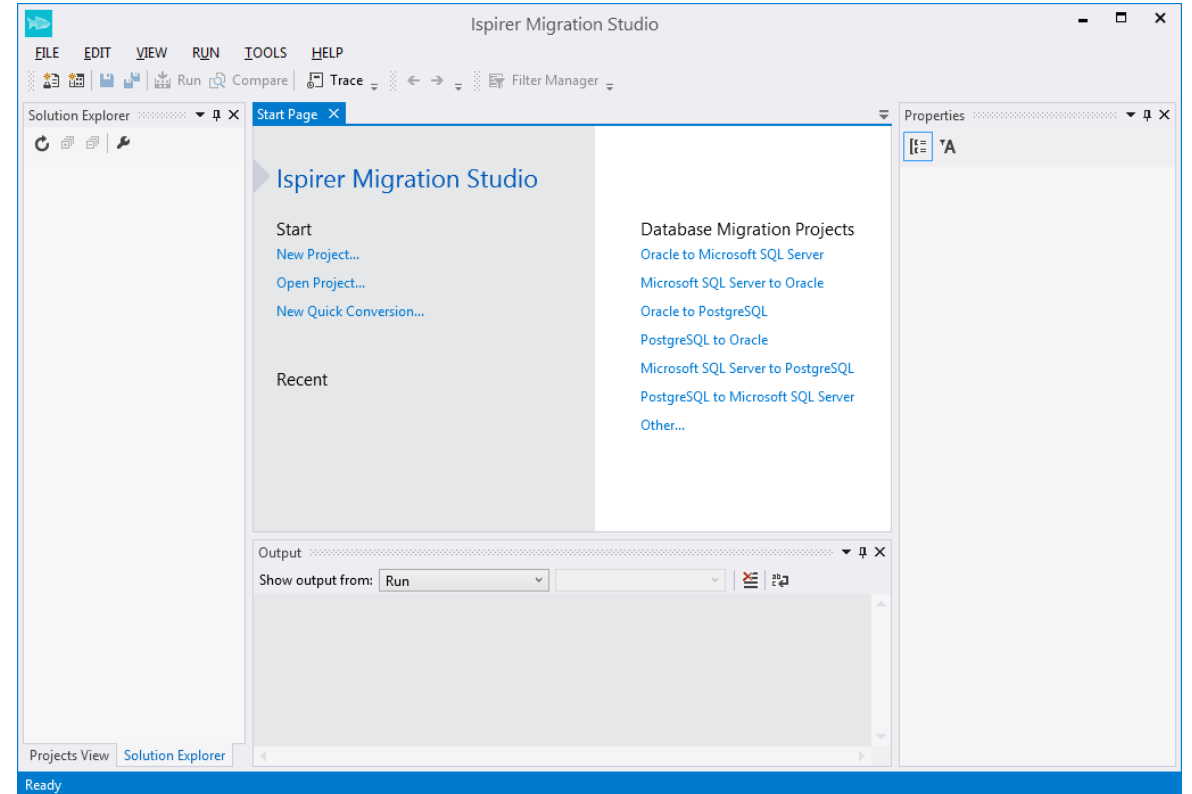 Ispirer Migration Studio
FILE EDIT VIEW RUN TOOLS HELP
Run Compare Trace Filter Manager
Solution Explorer
Start Page
Properties
Ispirer Migration Studio
Start
New Project...
Open Project...
New Quick Conversion...
Recent
Database Migration Projects
Oracle to Microsoft SQL Server
Microsoft SQL Server to Oracle
Oracle to PostgreSQL
PostgreSQL to Oracle
Microsoft SQL Server to PostgreSQL
PostgreSQL to Microsoft SQL Server
Other...
Output
Show output from: Run
Projects View Solution Explorer
Ready